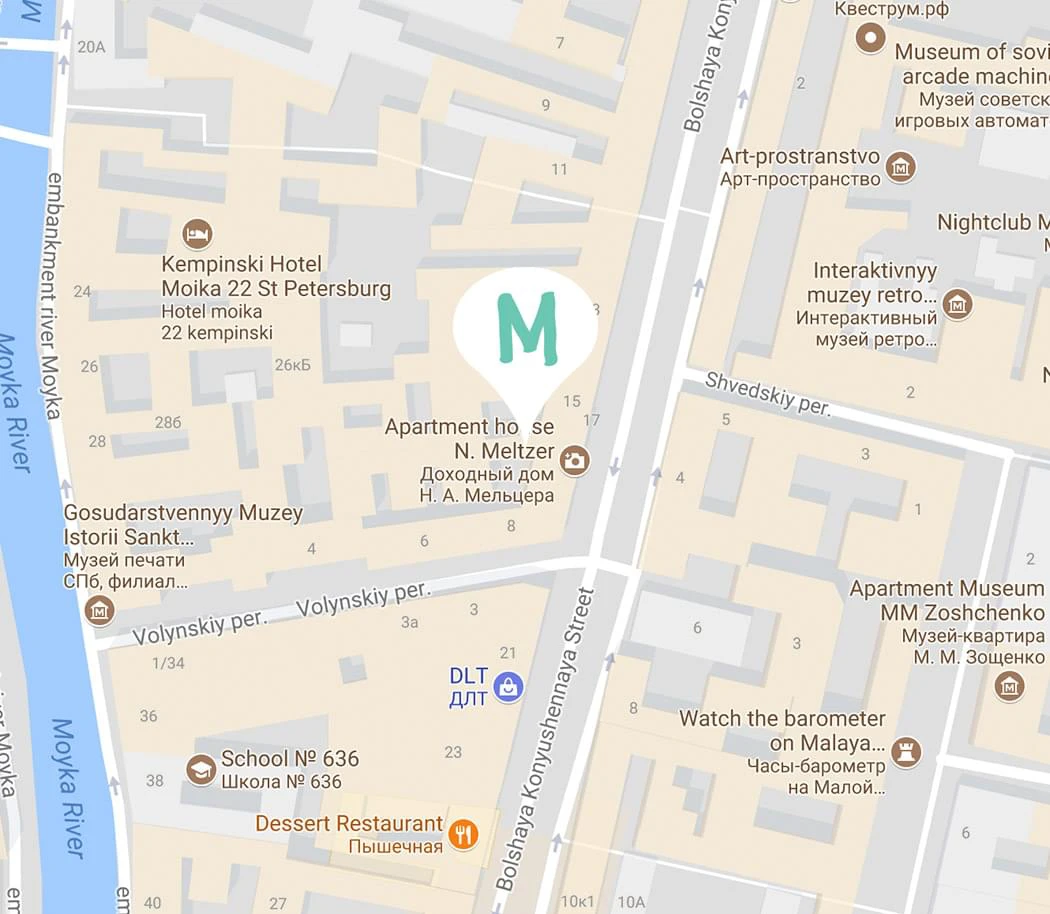 Квеструм.рф
20А
7
2
Museum of sovi
arcade machin
Музей советск
игровых автомат
9
Bolshaya Kony
Art-prostranstvo
Арт-пространство
11
embankment river Moyka
Nightclub M
Kempinski Hotel
Moika 22 St Petersburg
Hotel moika
22 kempinski
Interaktivnyy
muzey retro...
Интерактивный
музей ретро...
24
M
3
26
26кБ
Shvedskiy per.
2
Moyka River
15
17
5
28б
28
Apartment ho se
N. Meltzer
Доходный дом
Н. А. Мельцера
3
4
1
Gosudarstvennyy Muzey
Istorii Sankt...
Музей печати
СПб, филиал...
8
6
4
2
Volynskiy per.
Volynskiy per.
3
3а
Apartment Museum
MM Zoshchenko
Музей-квартира
М. М. Зощенко
6
3
1/34
21
DLT
ДЛТ
Bolshaya Konyushennaya Street
36
8
Watch the barometer
on Malaya...
Часы-барометр
на Малой...
23
School № 636
Школа № 636
38
Moyka River
Dessert Restaurant
Пышечная
6
40
27
10к1
10А